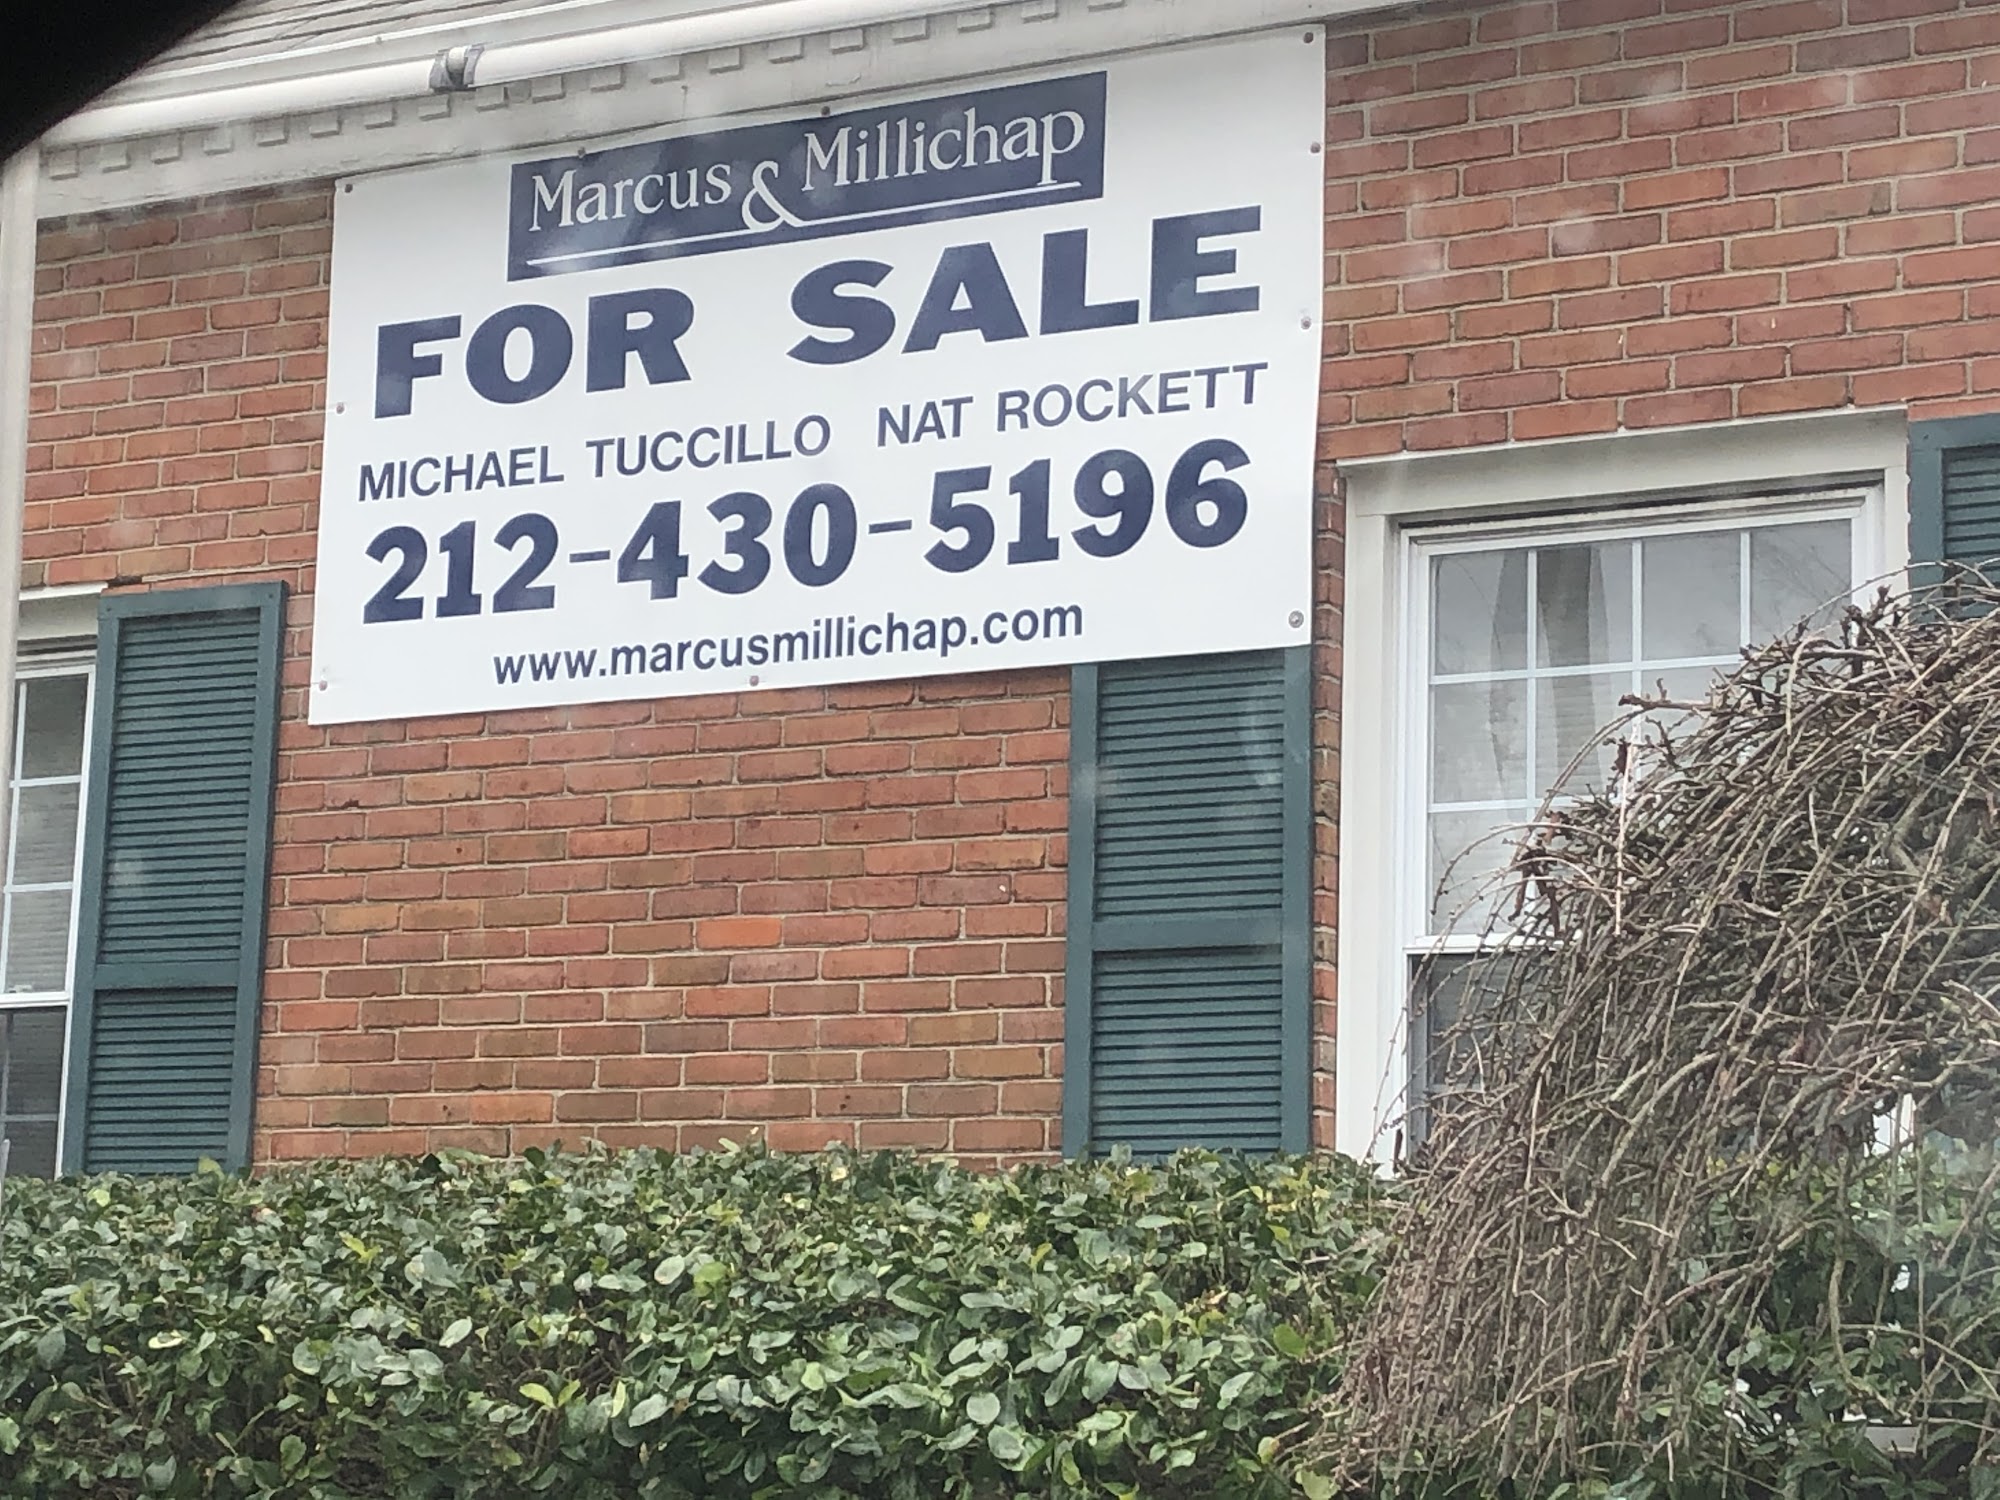 Marcus & Millichap
FOR SALE
MICHAEL TUCCILLO NAT ROCKETT
212-430-5196
www.marcusmillichap.com